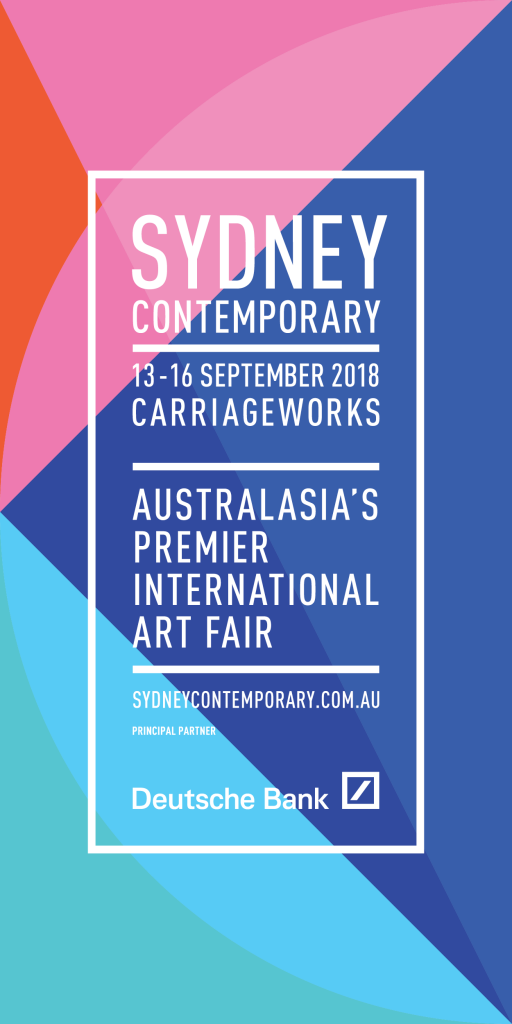 SYDNEY
CONTEMPORARY
13-16 SEPTEMBER 2018
CARRIAGEWORKS
AUSTRALASIA'S
PREMIER
INTERNATIONAL
ART FAIR
SYDNEYCONTEMPORARY.COM.AU
PRINCIPAL PARTNER
Deutsche Bank